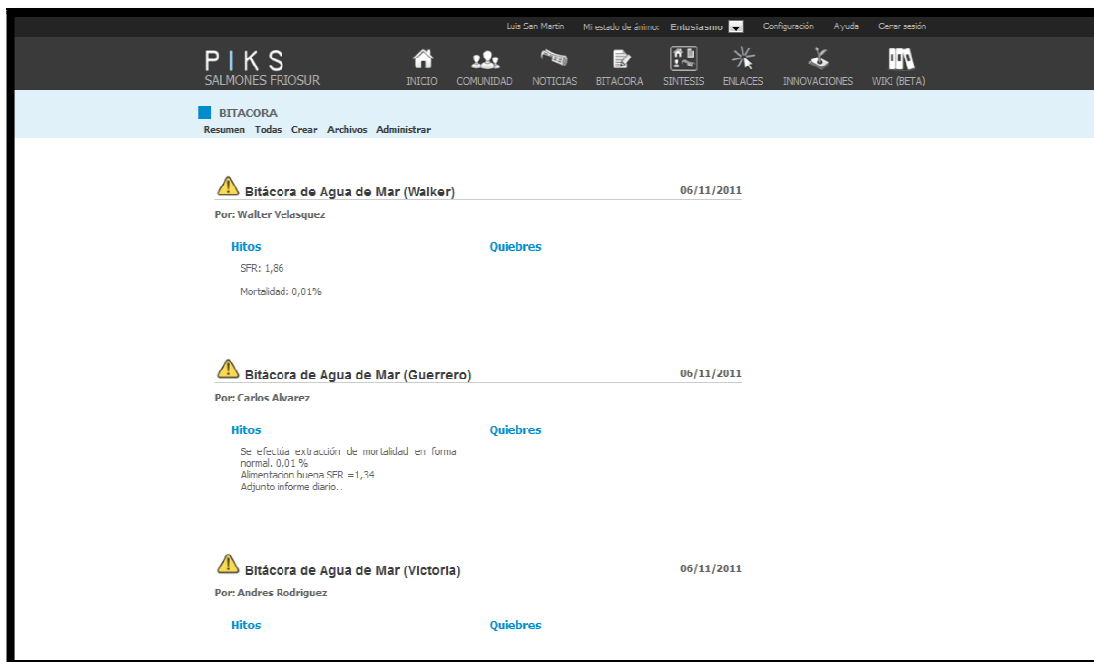 Luis San Martin Mi estado de ánimo: Entusiasmo Configuración Ayuda Cerrar sesión
PIKS
SALMONES FRIOSUR
INICIO COMUNIDAD NOTICIAS BITACORA SINTESIS ENLACES INNOVACIONES WIKI (BETA)
BITACORA
Resumen Todas Crear Archivos Administrar
Bitácora de Agua de Mar (Walker) 06/11/2011
Por: Walter Velasquez
Hitos Quiebres
SFR: 1,86
Mortalidad: 0,01%
Bitácora de Agua de Mar (Guerrero) 06/11/2011
Por: Carlos Alvarez
Hitos Quiebres
Se efectúa extracción de mortalidad en forma
normal. 0,01 %
Alimentacion buena SFR =1,34
Adjunto informe diario..
Bitácora de Agua de Mar (Victoria) 06/11/2011
Por: Andres Rodriguez
Hitos Quiebres